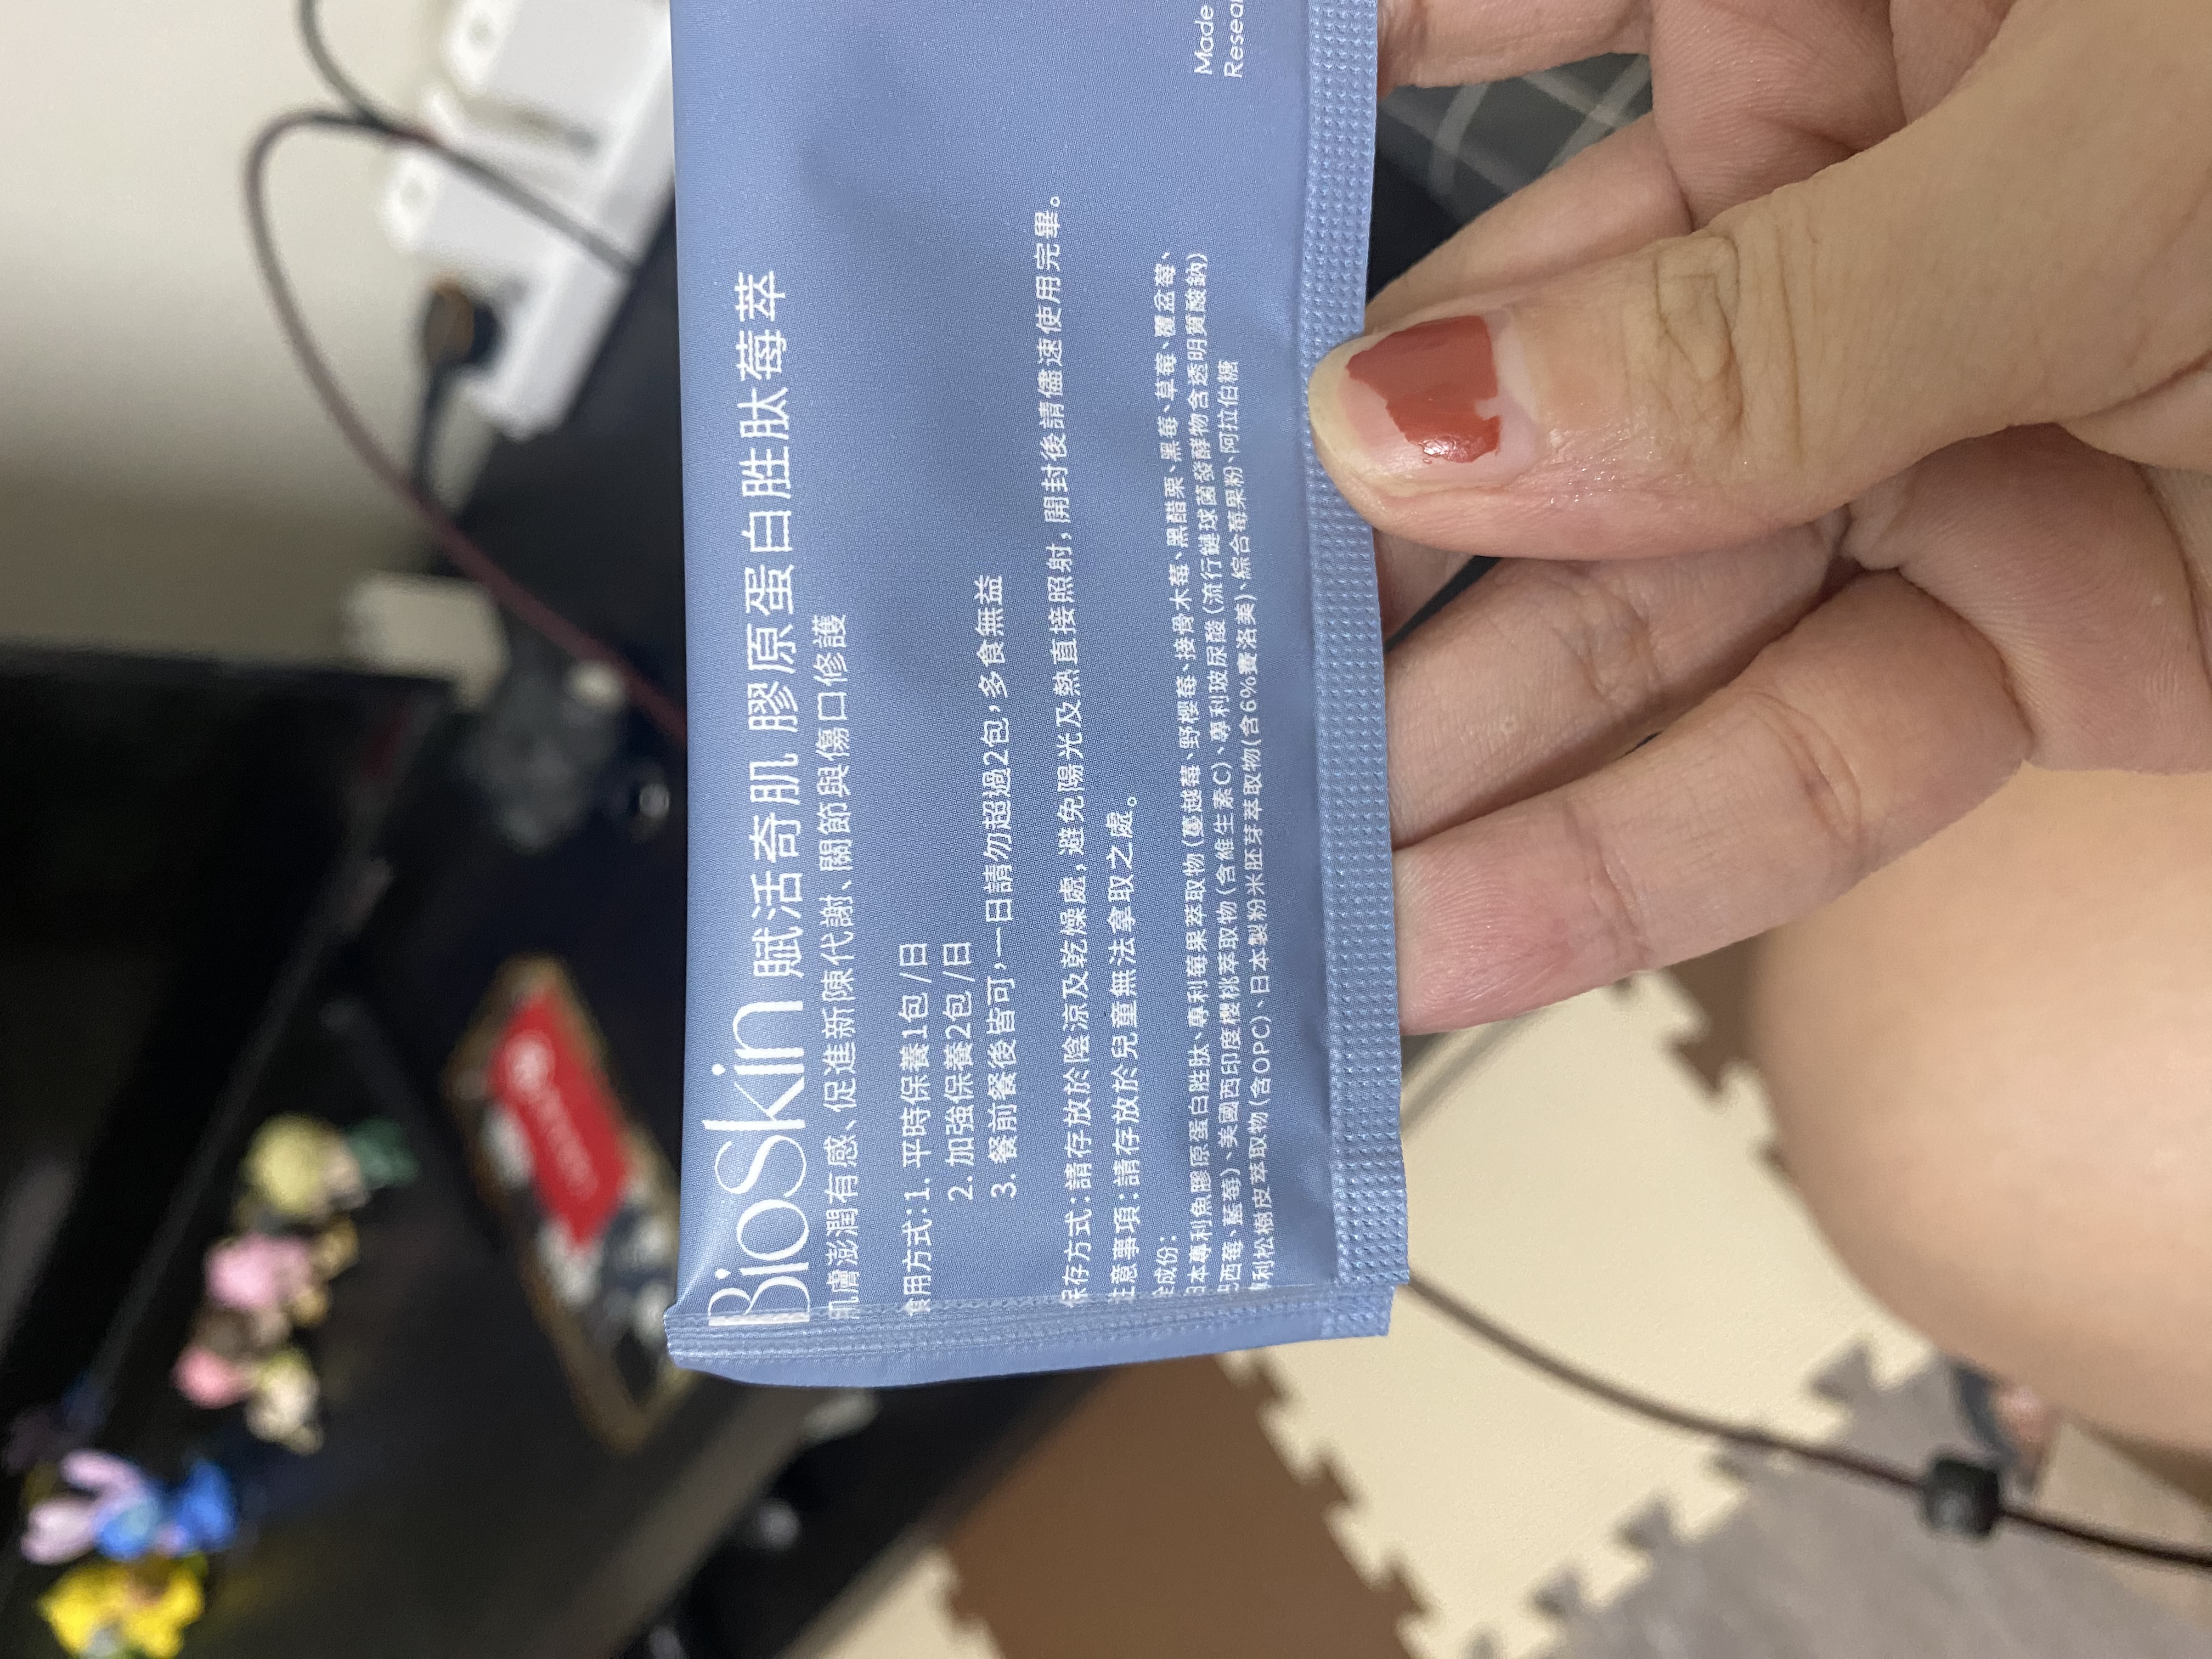 BioSkin 賦活奇肌 膠原蛋白胜肽莓萃
肌膚澎潤有感、促進新陳代謝、關節與傷口修護
食用方式：1. 平時保養1包/日
2. 加強保養2包/日
3. 餐前餐後皆可，一日請勿超過2包，多食無益
保存方式：請存放於陰涼及乾燥處，避免陽光及熱直接照射，開封後請儘速使用完畢。
注意事項：請存放於兒童無法拿取之處。
全成份：
日本專利魚膠原蛋白胜肽、專利莓果萃取物（蔓越莓、野櫻莓、接骨木莓、黑醋栗、黑莓、草莓、覆盆莓、
巴西莓、藍莓）、美國西印度櫻桃萃取物（含維生素C）、專利玻尿酸（流行鏈球菌發酵物含透明質酸鈉）
專利松樹皮萃取物（含OPC）、日本製粉米胚芽萃取物（含6%賽洛美）、綜合莓果粉、阿拉伯糖
Made
Resear